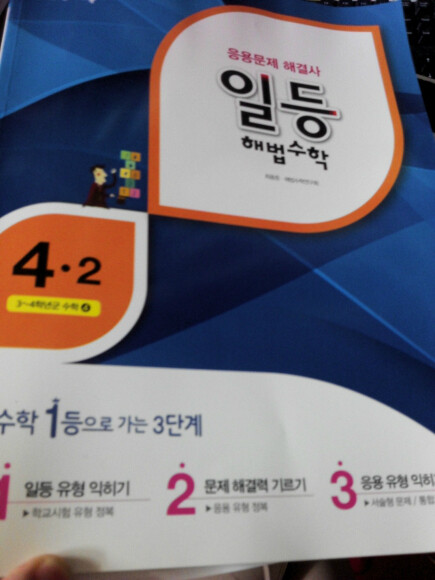 응용문제 해결사
일등
해법수학
4·2
3~4학년군 수학 4
수학 1등으로 가는 3단계
1 일등 유형 익히기
▶학교시험 유형 정복
2 문제 해결력 기르기
▶응용 유형 정복
3 응용 유형 익히
▶서술형 문제 / 통합